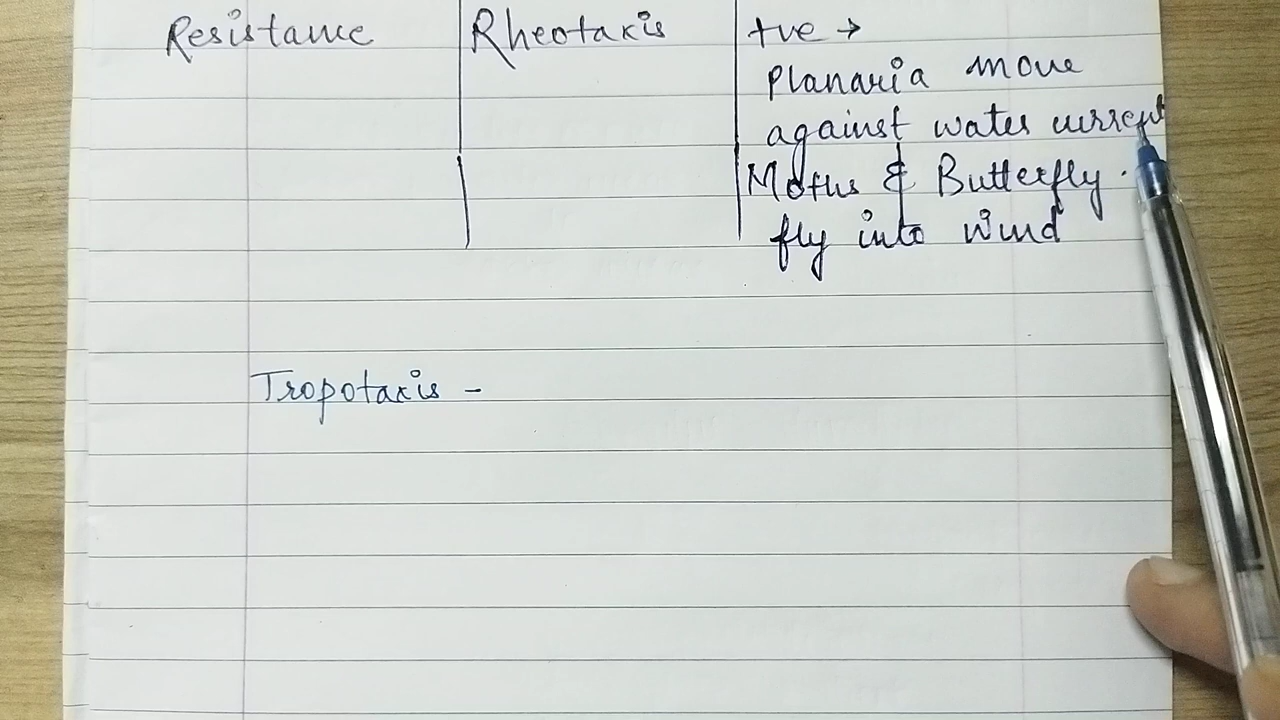 Resistance Rheotaxis +ve →
Planaria move
against water current
Moths & Butterfly.
fly into wind
Tropotaxis -